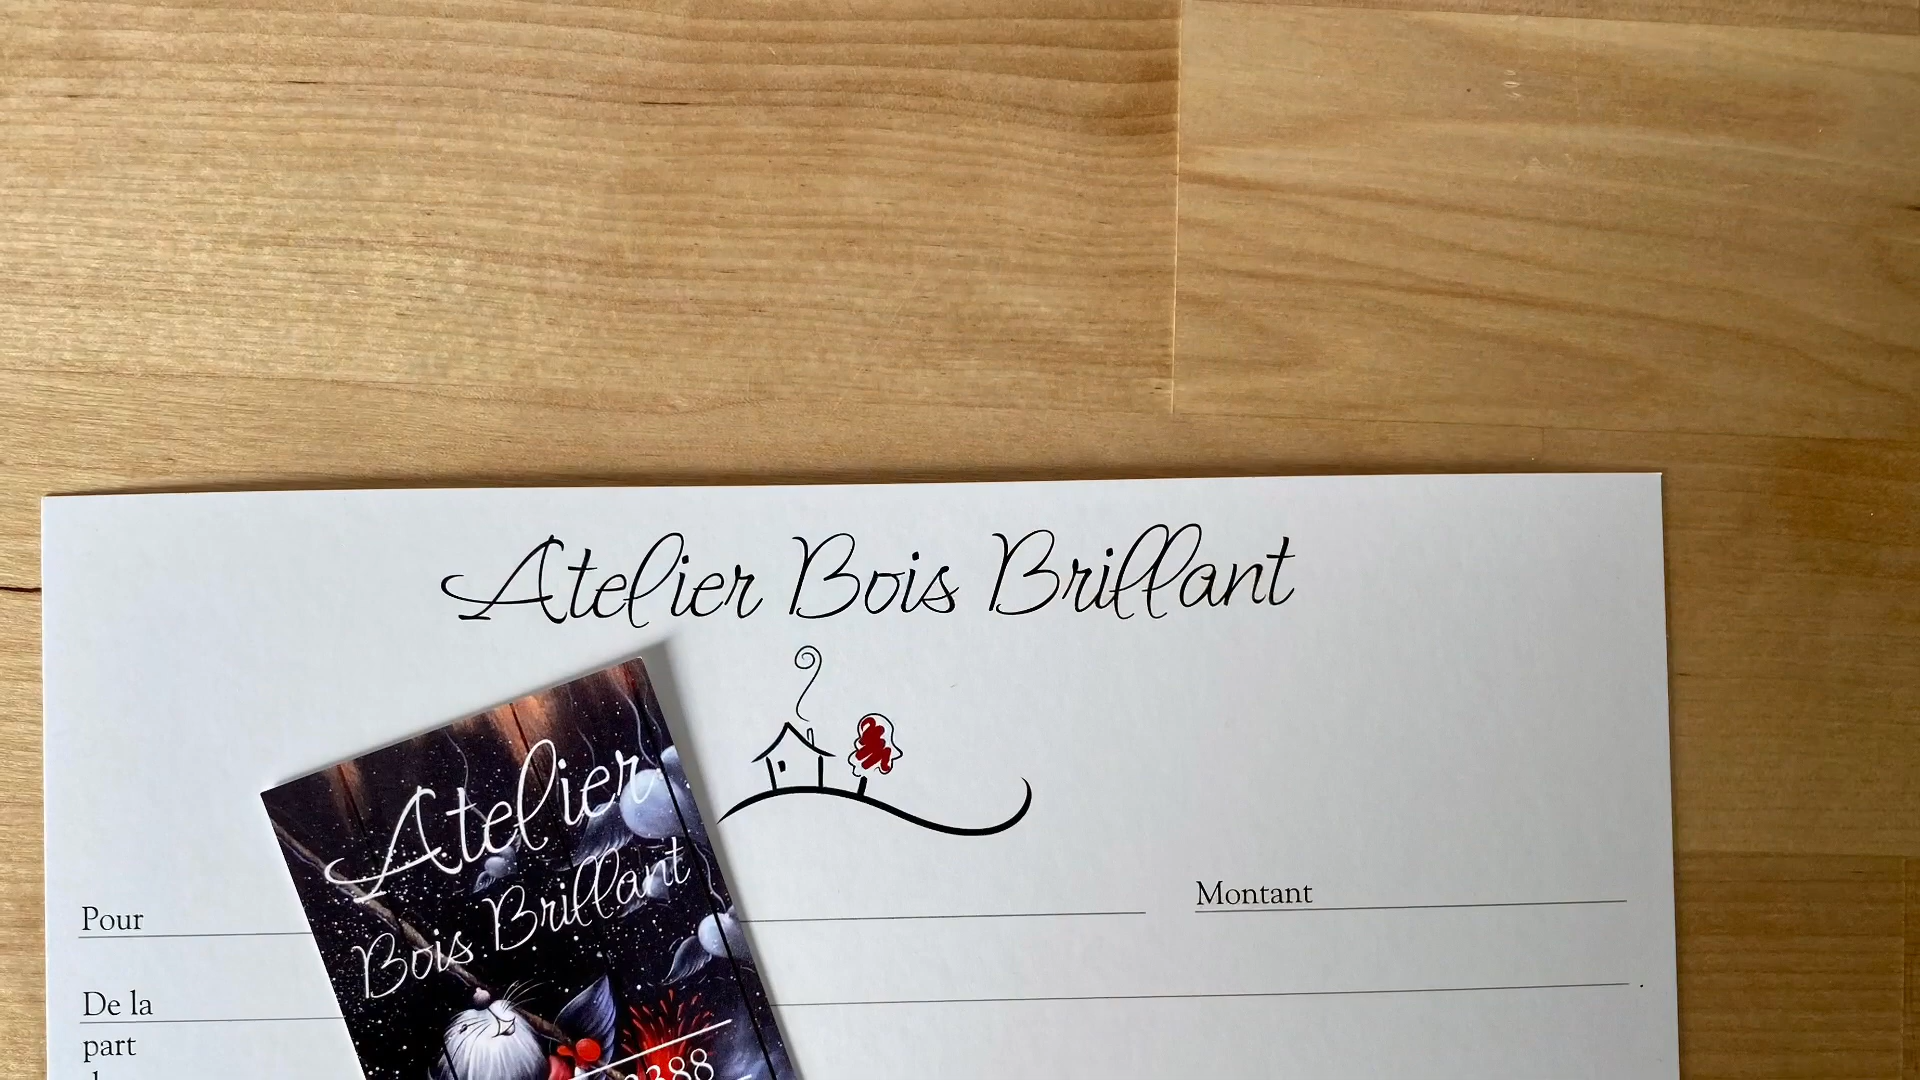 Atelier Bois Brillant
Atelier
Bois Brillant
Pour
Montant
De la
part